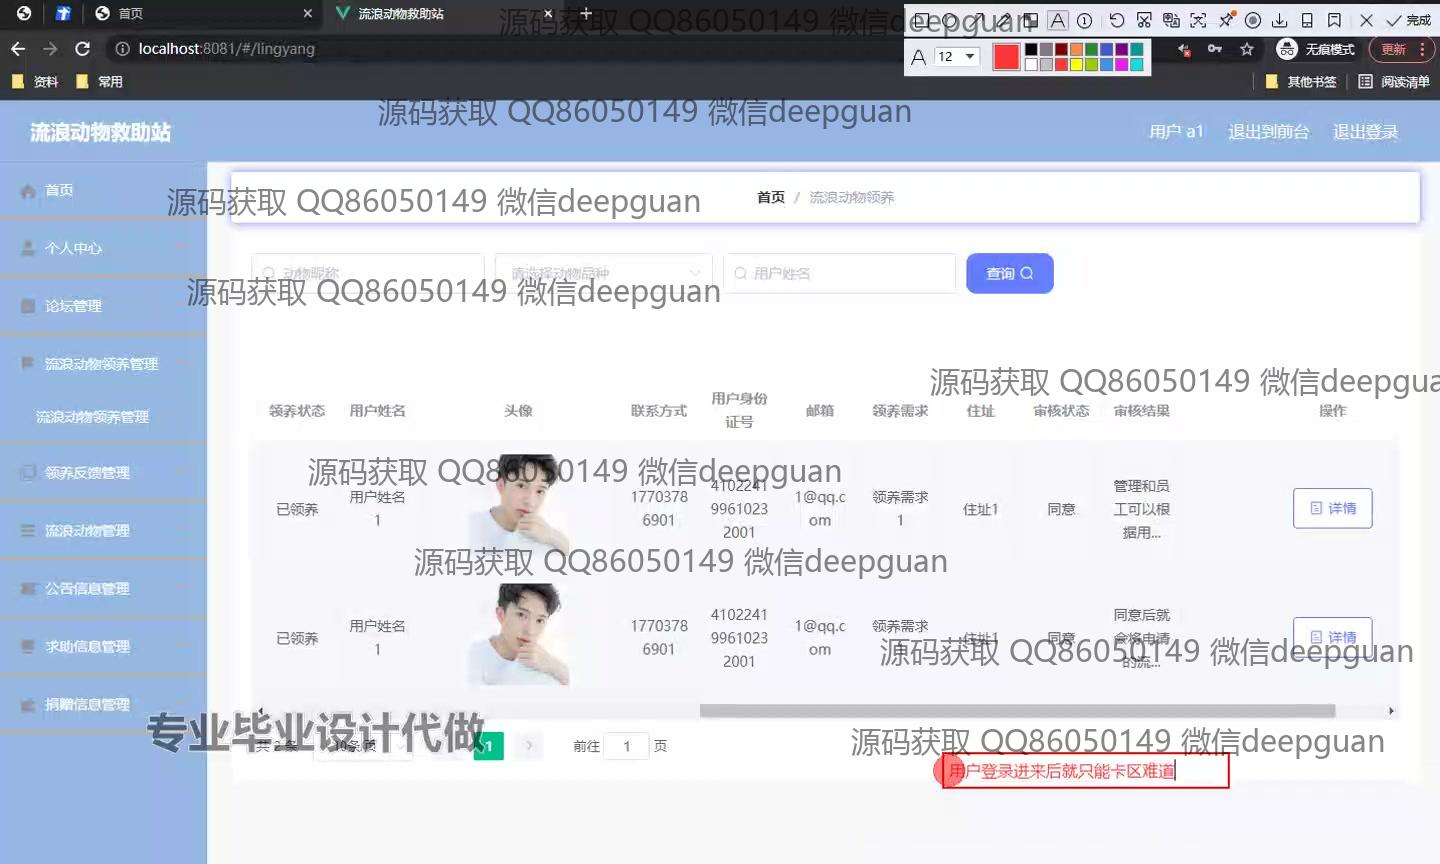 首页
流浪动物救助站
12
完成
localhost:8081/#/lingyang
无痕模式
更新
资料
常用
其他书签
阅读清单
源码获取 QQ86050149 微信deepguan
源码获取 QQ86050149 微信deepguan
流浪动物救助站
用户 a1
退出到前台
退出登录
首页
个人中心
论坛管理
流浪动物领养管理
流浪动物领养管理
领养反馈管理
流浪动物管理
公告信息管理
求助信息管理
捐赠信息管理
源码获取 QQ86050149 微信deepguan
首页 / 流浪动物领养
动物昵称
请选择动物品种
用户姓名
查询
源码获取 QQ86050149 微信deepguan
源码获取 QQ86050149 微信deepgua
领养状态
用户姓名
头像
联系方式
用户身份
证号
邮箱
领养需求
住址
审核状态
审核结果
操作
源码获取 QQ86050149 微信deepguan
已领养
用户姓名
1
1770378
6901
4102241
9961023
2001
1@qq.c
om
领养需求
1
住址1
同意
管理和员
工可以根
据用...
详情
源码获取 QQ86050149 微信deepguan
已领养
用户姓名
1
1770378
6901
4102241
9961023
2001
1@qq.c
om
领养需求
住址1
同意
同意后就
会将申请
的流...
详情
源码获取 QQ86050149 微信deepguan
专业毕业设计代做
共 2 条
10条/页
1
前往 1 页
源码获取 QQ86050149 微信deepguan
用户登录进来后就只能卡区难道